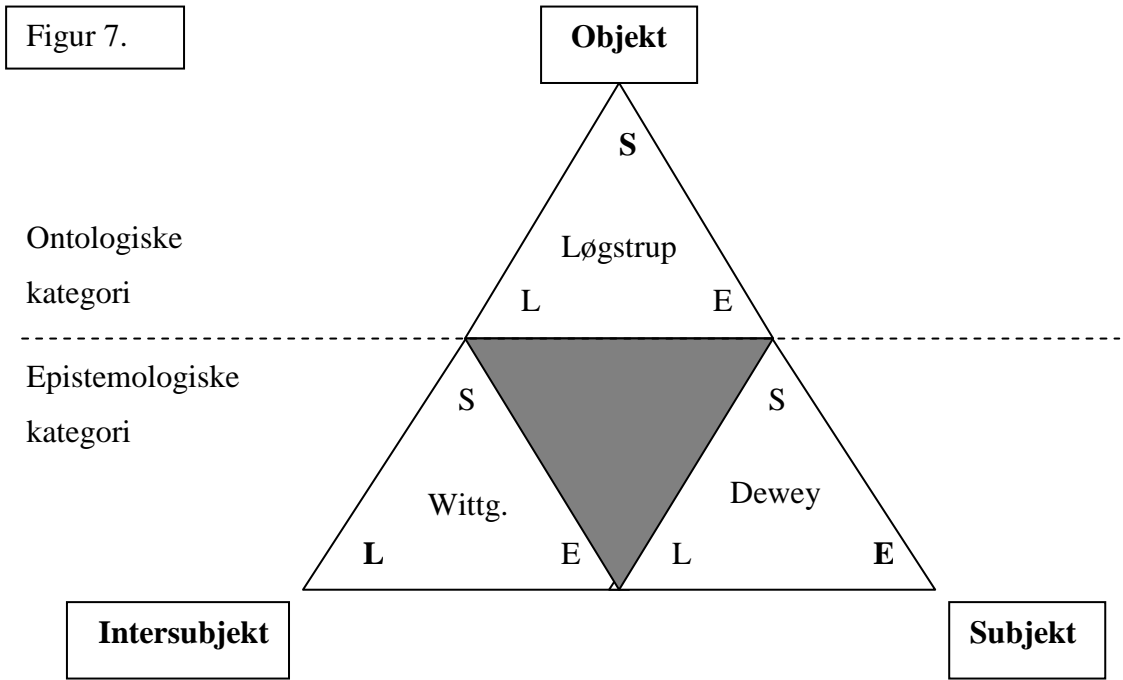 Figur 7.
Objekt
S
Ontologiske
kategori
Løgstrup
L E
Epistemologiske
kategori
S S
Wittg. Dewey
L E L E
Intersubjekt Subjekt